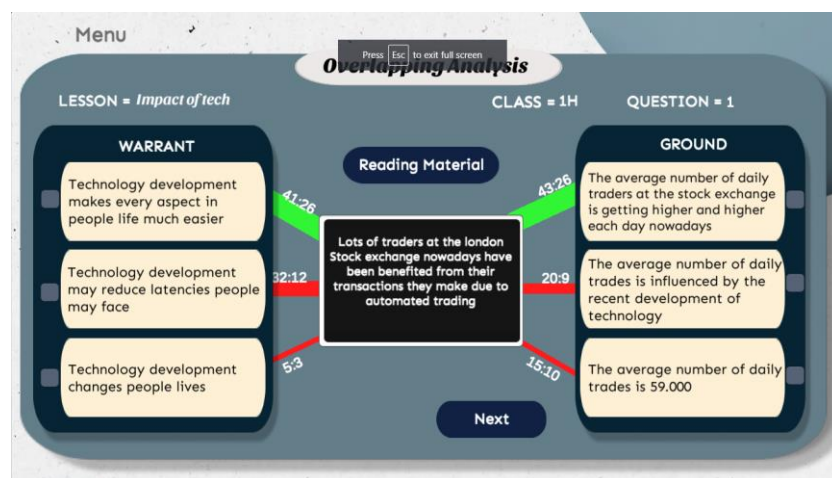 Menu
Press Esc to exit full screen
Overlapping Analysis
LESSON = Impact of tech
CLASS = 1H
QUESTION = 1
WARRANT
Technology development
makes every aspect in
people life much easier
Technology development
may reduce latencies people
may face
Technology development
changes people lives
41:26
32:12
5:3
Reading Material
Lots of traders at the london
Stock exchange nowadays have
been benefited from their
transactions they make due to
automated trading
Next
43:26
20:9
15:10
GROUND
The average number of daily
traders at the stock exchange
is getting higher and higher
each day nowadays
The average number of daily
trades is influenced by the
recent development of
technology
The average number of daily
trades is 59.000